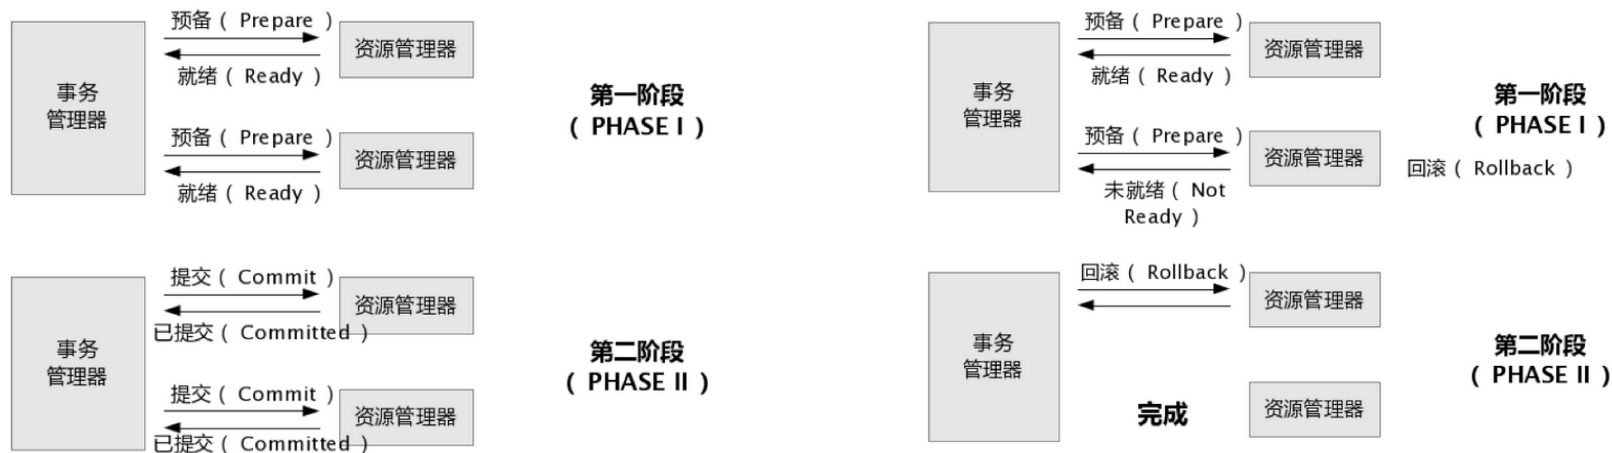 预备（ Prepare ）
资源管理器
就绪（ Ready ）
事务
管理器
第一阶段
（ PHASE I ）
预备（ Prepare ）
资源管理器
就绪（ Ready ）
提交（ Commit ）
资源管理器
已提交（ Committed ）
事务
管理器
第二阶段
（ PHASE II ）
提交（ Commit ）
资源管理器
已提交（ Committed ）
预备（ Prepare ）
资源管理器
就绪（ Ready ）
事务
管理器
第一阶段
（ PHASE I ）
预备（ Prepare ）
资源管理器
回滚（ Rollback ）
未就绪（ Not
Ready ）
回滚（ Rollback ）
资源管理器
事务
管理器
第二阶段
（ PHASE II ）
完成
资源管理器